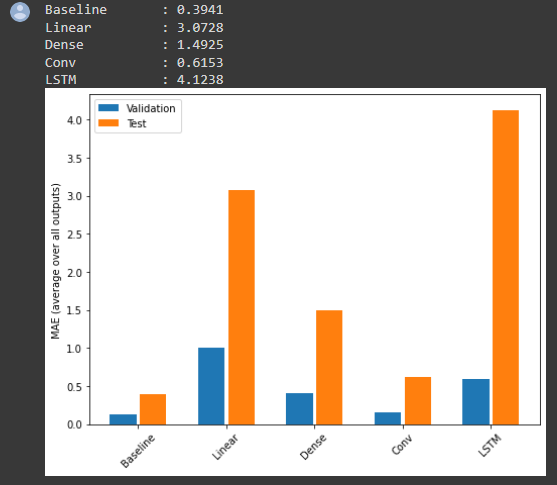 Baseline : 0.3941
Linear : 3.0728
Dense : 1.4925
Conv : 0.6153
LSTM : 4.1238
Validation
Test
MAE (average over all outputs)
4.0
3.5
3.0
2.5
2.0
1.5
1.0
0.5
0.0
Baseline
Linear
Dense
Conv
LSTM